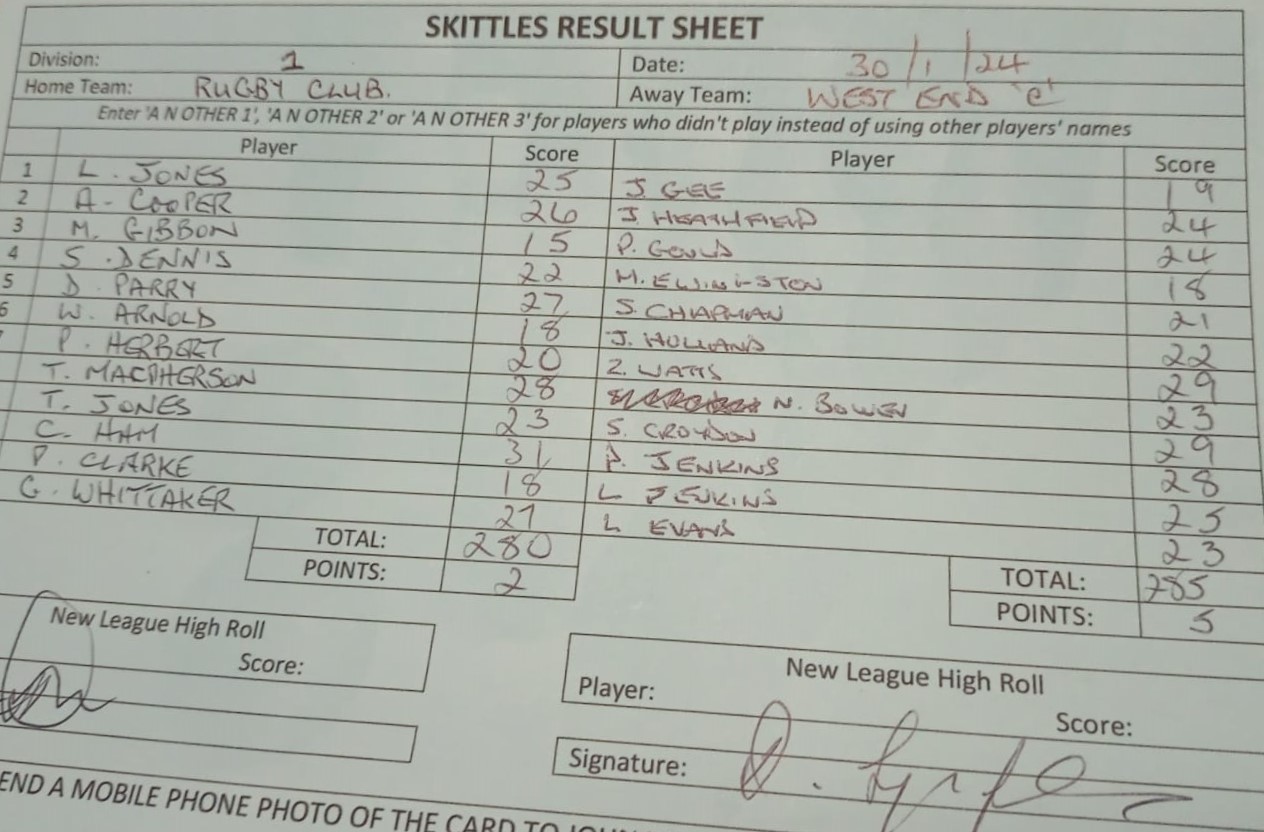 SKITTLES RESULT SHEET
Division: 1 Date: 30/1/24
Home Team: RUGBY CLUB. Away Team: WEST END 'C'
Enter 'A N OTHER 1', 'A N OTHER 2' or 'A N OTHER 3' for players who didn't play instead of using other players' names
Player Score Player Score
1 L. JONES 25 J. GEE 19
2 A. COOPER 26 J. HEATHFIELD 24
3 M. GIBBON 15 P. GOULD 24
4 S. DENNIS 22 M. 18
5 D. PARRY 27 S. CHAPMAN 21
6 W. ARNOLD 18 J. HOLLAND 22
P. HERBERT 20 Z. WATTS 29
T. MACPHERSON 28 N. BOWEN 23
T. JONES 23 S. CROYDON 29
C. HAM 31 P. JENKINS 28
P. CLARKE 18 L JENKINS 25
G. WHITTAKER 27 L EVANS 23
TOTAL: 280 TOTAL: 285
POINTS: 2 POINTS: 5
New League High Roll New League High Roll
Score: Player: Score:
Signature:
END A MOBILE PHONE PHOTO OF THE CARD TO